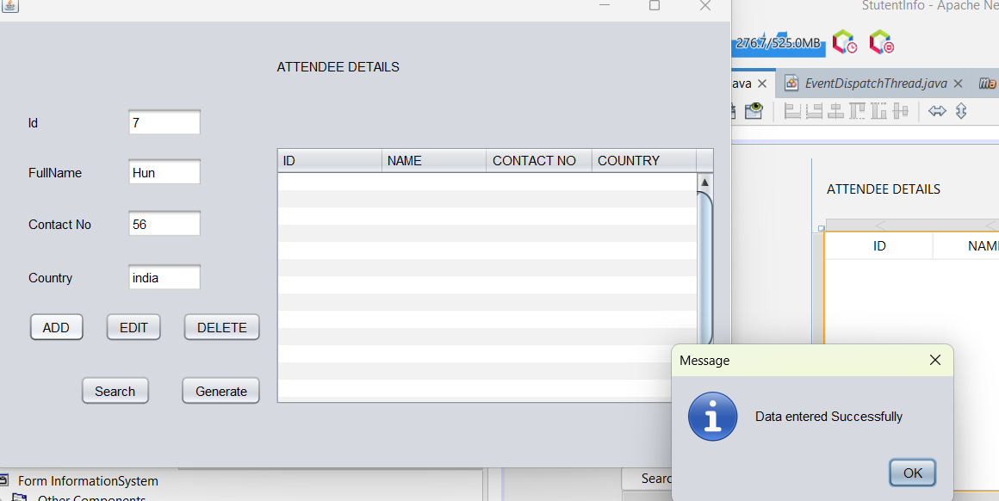 StutentInfo - Apache Ne
276.7/525.0MB
ava
EventDispatchThread.java
ATTENDEE DETAILS
Id
7
FullName
Hun
Contact No
56
Country
india
ADD
EDIT
DELETE
Search
Generate
ID
NAME
CONTACT NO
COUNTRY
ATTENDEE DETAILS
ID
NAM
Message
Data entered Successfully
OK
Searc
Form InformationSystem
Other Components